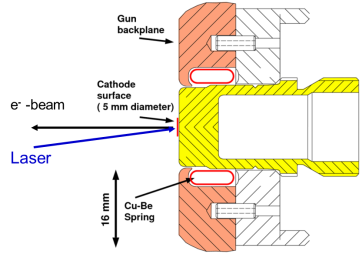 Gun
backplane
Cathode
surface
( 5 mm diameter)
e- -beam
Laser
16 mm
Cu-Be
Spring